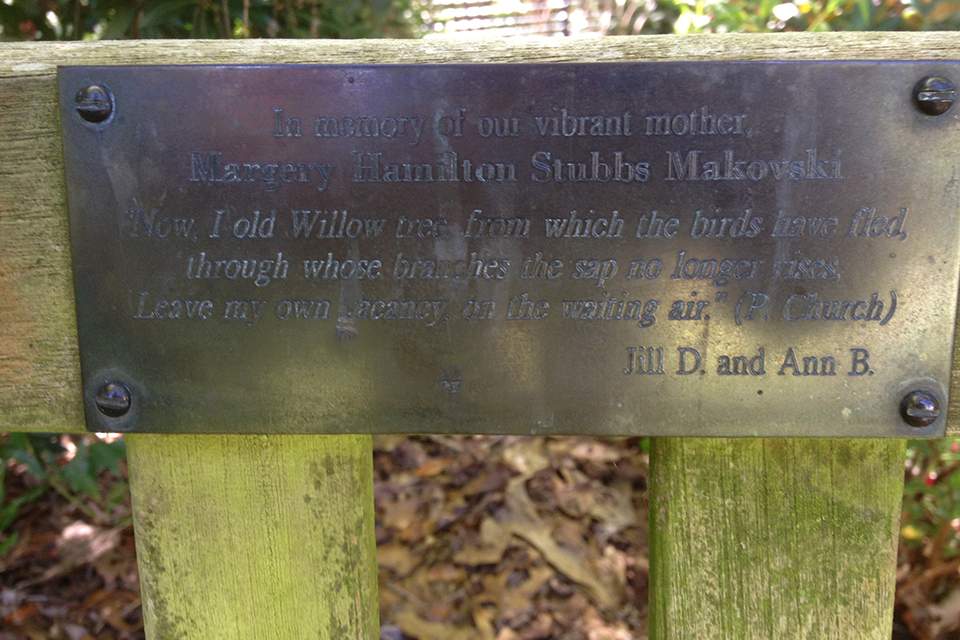 In memory of our vibrant mother,
Margery Hamilton Stubbs Makovski
"Now, I old Willow tree, from which the birds have fled,
through whose branches the sap no longer rises,
Leave my own vacancy, on the waiting air." (P. Church)
Jill D. and Ann B.